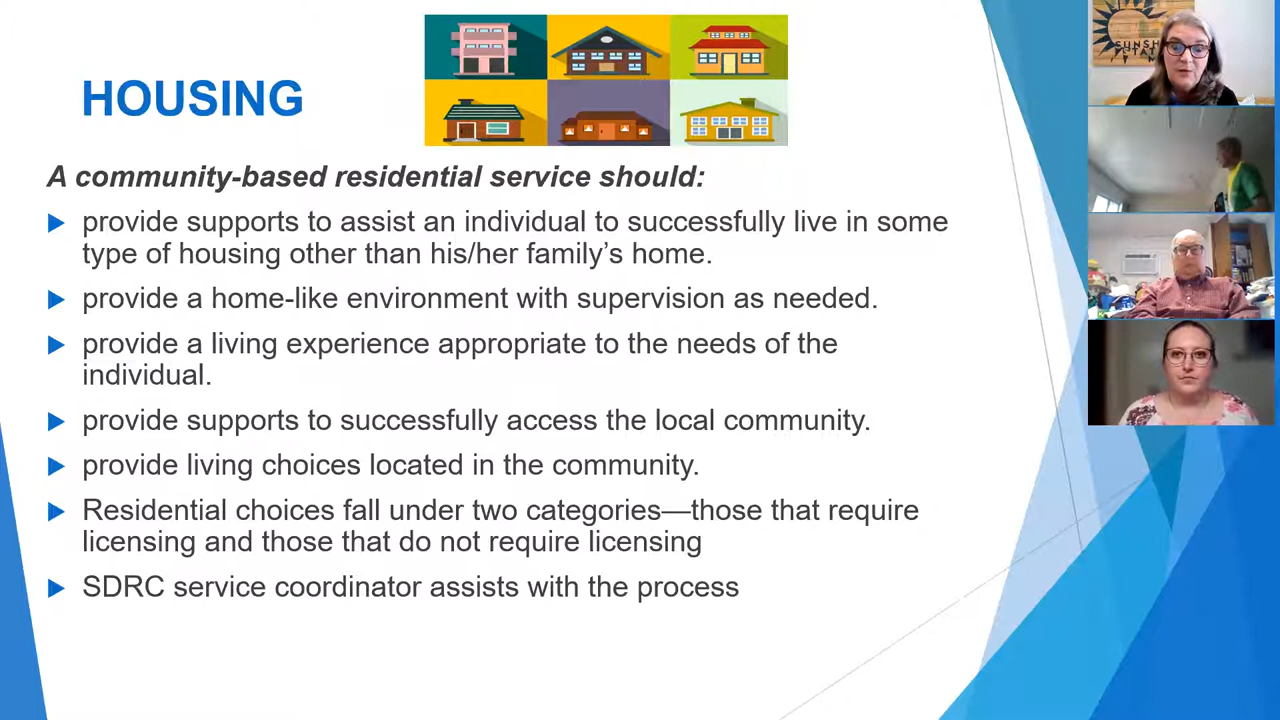 HOUSING
A community-based residential service should:
provide supports to assist an individual to successfully live in some
type of housing other than his/her family's home.
provide a home-like environment with supervision as needed.
provide a living experience appropriate to the needs of the
individual.
provide supports to successfully access the local community.
provide living choices located in the community.
Residential choices fall under two categories—those that require
licensing and those that do not require licensing
SDRC service coordinator assists with the process